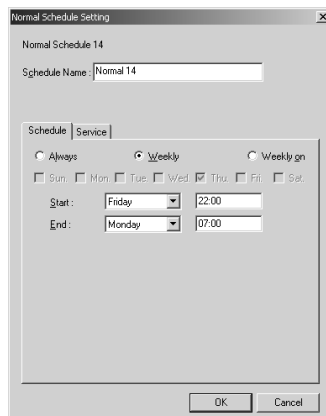 Normal Schedule Setting
Normal Schedule 14
Schedule Name : Normal 14
Schedule Service
Always Weekly Weekly on
Sun. Mon. Tue. Wed. Thu. Fri. Sat.
Start : Friday 22:00
End : Monday 07:00
OK Cancel